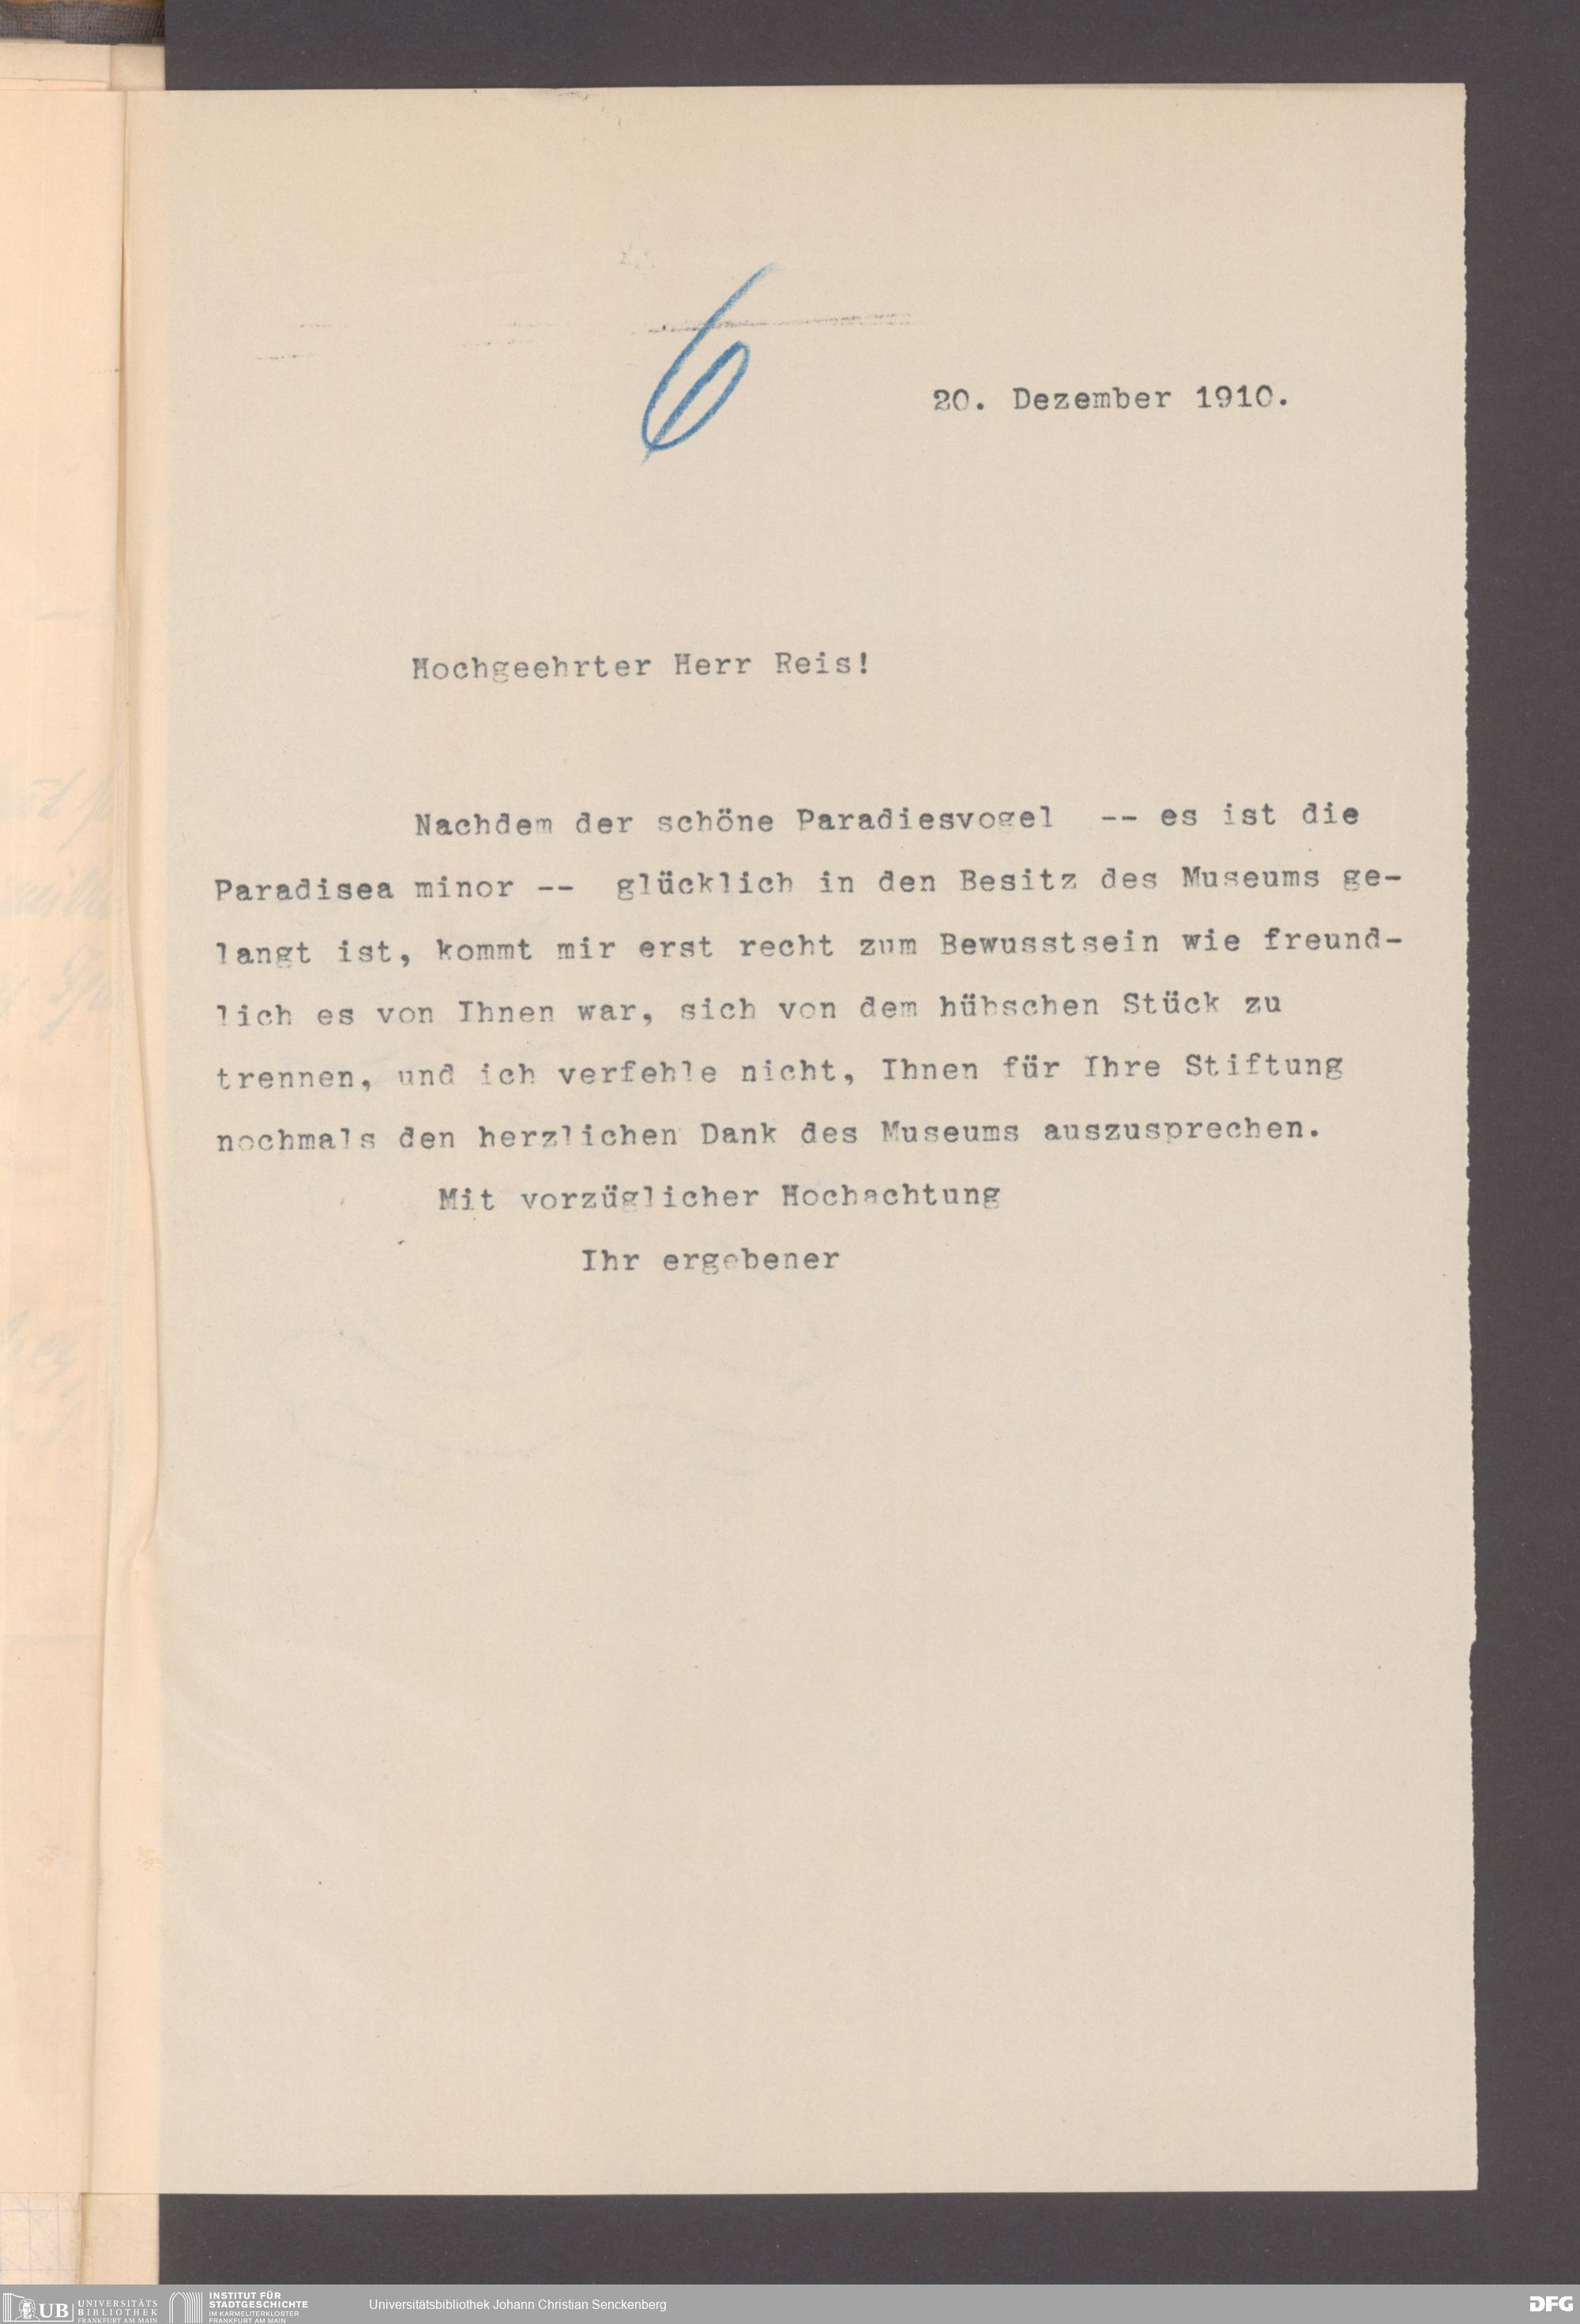 6
20. Dezember 1910.
Hochgeehrter Herr Reis!
Nachdem der schöne Paradiesvogel -- es ist die
Paradisea minor -- glücklich in den Besitz des Museums ge-
langt ist, kommt mir erst recht zum Bewusstsein wie freund-
lich es von Ihnen war, sich von dem hübschen Stück zu
trennen, und ich verfehle nicht, Ihnen für Ihre Stiftung
nochmals den herzlichen Dank des Museums auszusprechen.
Mit vorzüglicher Hochachtung
Ihr ergebener
UB UNIVERSITÄTS
BIBLIOTHEK
FRANKFURT AM MAIN
INSTITUT FÜR
STADTGESCHICHTE
IM KARMELITERKLOSTER
FRANKFURT AM MAIN
Universitätsbibliothek Johann Christian Senckenberg
DFG